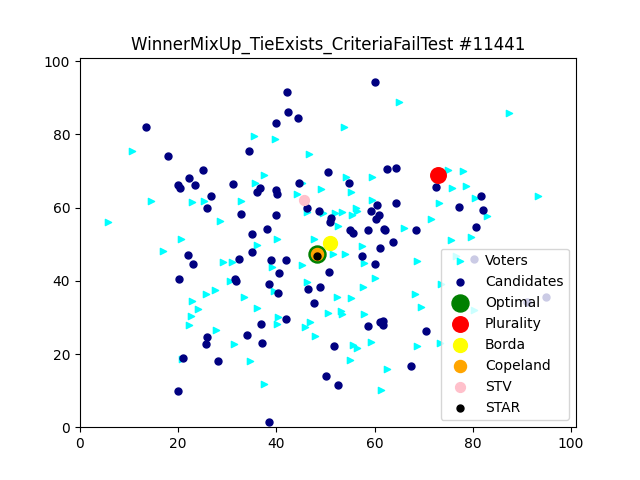 WinnerMixUp_TieExists_CriteriaFailTest #11441
100
80
60
40
20
0
0 20 40 60 80 100
Voters
Candidates
Optimal
Plurality
Borda
Copeland
STV
STAR